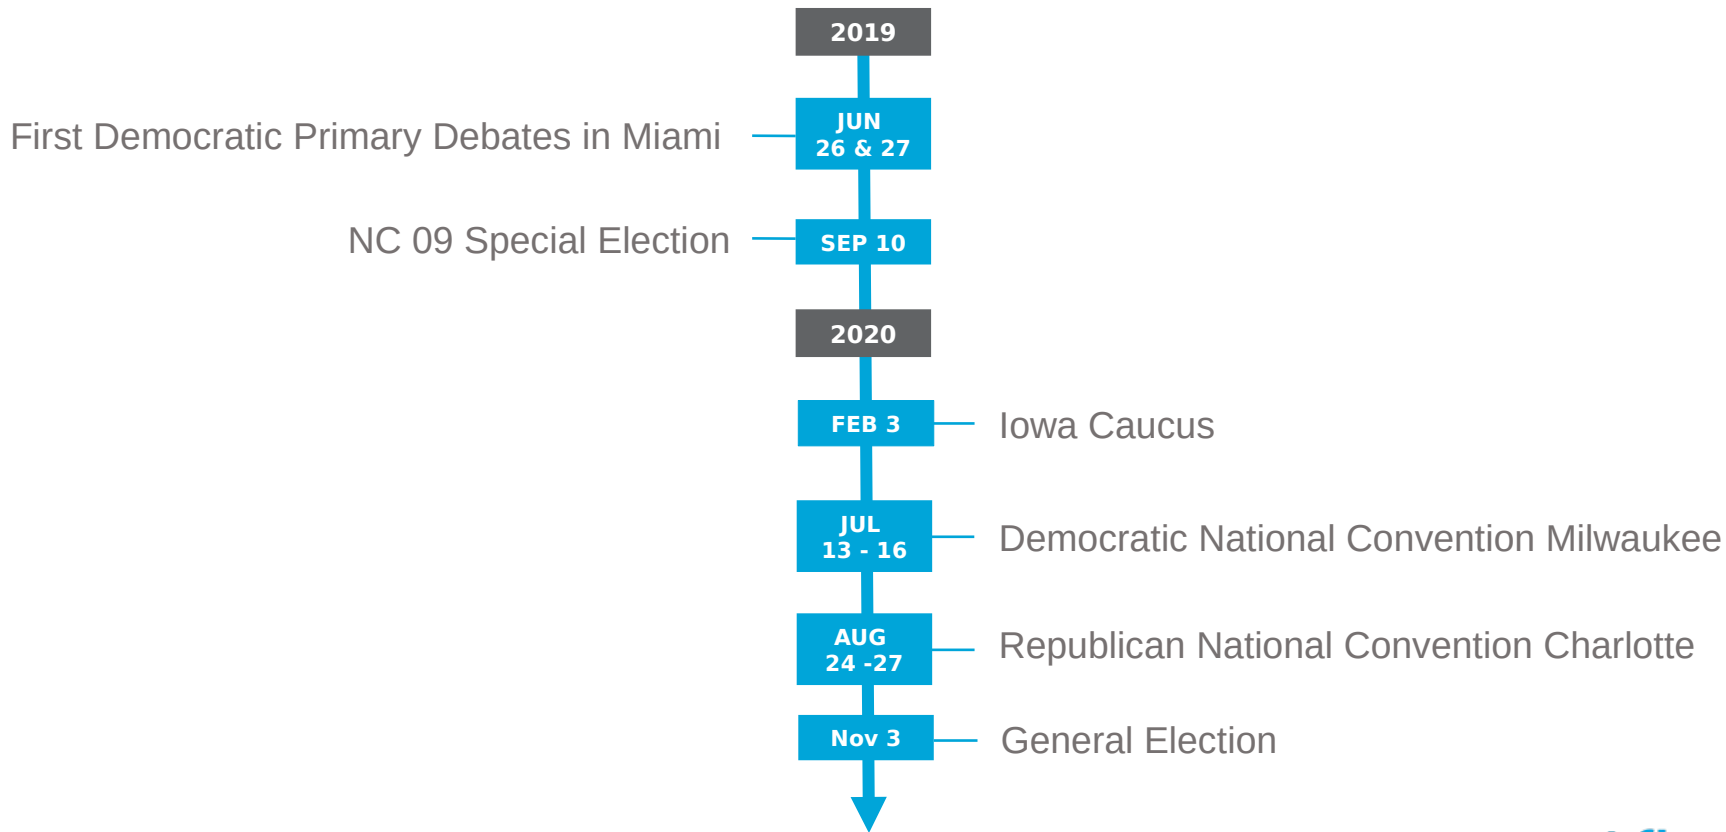 2019
First Democratic Primary Debates in Miami
JUN
26 & 27
NC 09 Special Election
SEP 10
2020
FEB 3
Iowa Caucus
JUL
13 - 16
Democratic National Convention Milwaukee
AUG
24 -27
Republican National Convention Charlotte
Nov 3
General Election